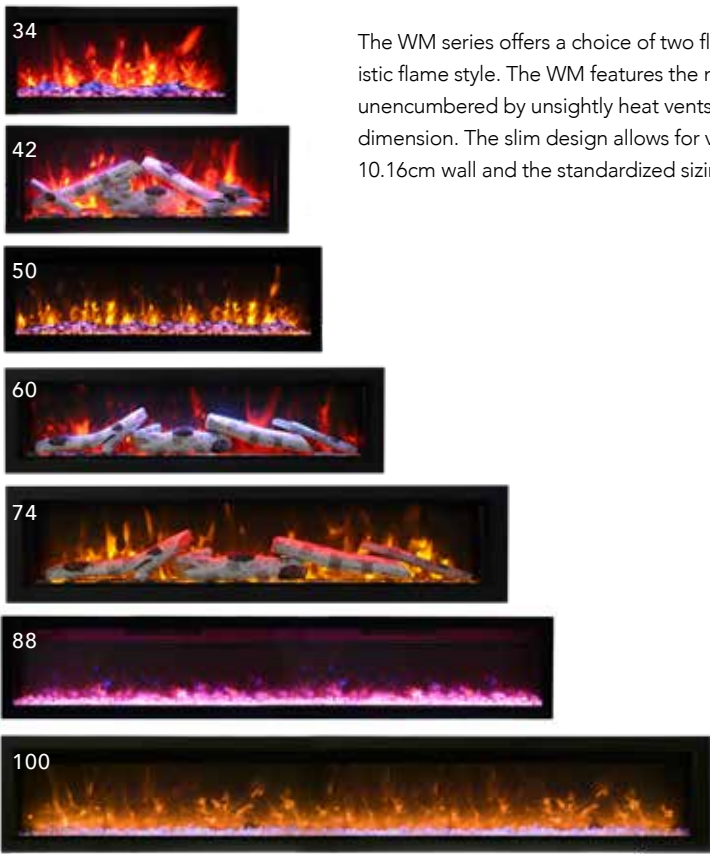 34
The WM series offers a choice of two
istic flame style. The WM features the
unencumbered by unsightly heat vents
42
dimension. The slim design allows for
10.16cm wall and the standardized
50
60
74
88
100